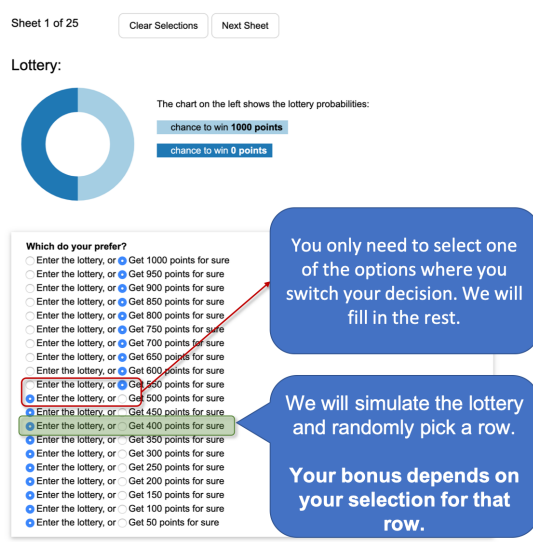 Sheet 1 of 25
Clear Selections
Next Sheet
Lottery:
The chart on the left shows the lottery probabilities:
chance to win 1000 points
chance to win 0 points
Which do your prefer?
Enter the lottery, or Get 1000 points for sure
Enter the lottery, or Get 950 points for sure
Enter the lottery, or Get 900 points for sure
Enter the lottery, or Get 850 points for sure
Enter the lottery, or Get 800 points for sure
Enter the lottery, or Get 750 points for sure
Enter the lottery, or Get 700 points for sure
Enter the lottery, or Get 650 points for sure
Enter the lottery, or Get 600 points for sure
Enter the lottery, or Get 550 points for sure
Enter the lottery, or Get 500 points for sure
Enter the lottery, or Get 450 points for sure
Enter the lottery, or Get 400 points for sure
Enter the lottery, or Get 350 points for sure
Enter the lottery, or Get 300 points for sure
Enter the lottery, or Get 250 points for sure
Enter the lottery, or Get 200 points for sure
Enter the lottery, or Get 150 points for sure
Enter the lottery, or Get 100 points for sure
Enter the lottery, or Get 50 points for sure
You only need to select one
of the options where you
switch your decision. We will
fill in the rest.
We will simulate the lottery
and randomly pick a row.
Your bonus depends on
your selection for that
row.